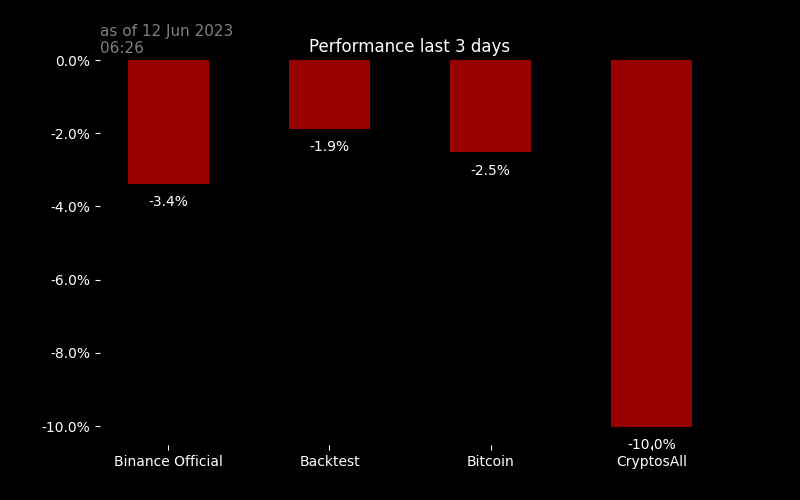 as of 12 Jun 2023
06:26
Performance last 3 days
0.0%
-2.0%
-4.0%
-6.0%
-8.0%
-10.0%
-3.4%
-1.9%
-2.5%
-10.0%
Binance Official
Backtest
Bitcoin
CryptosAll